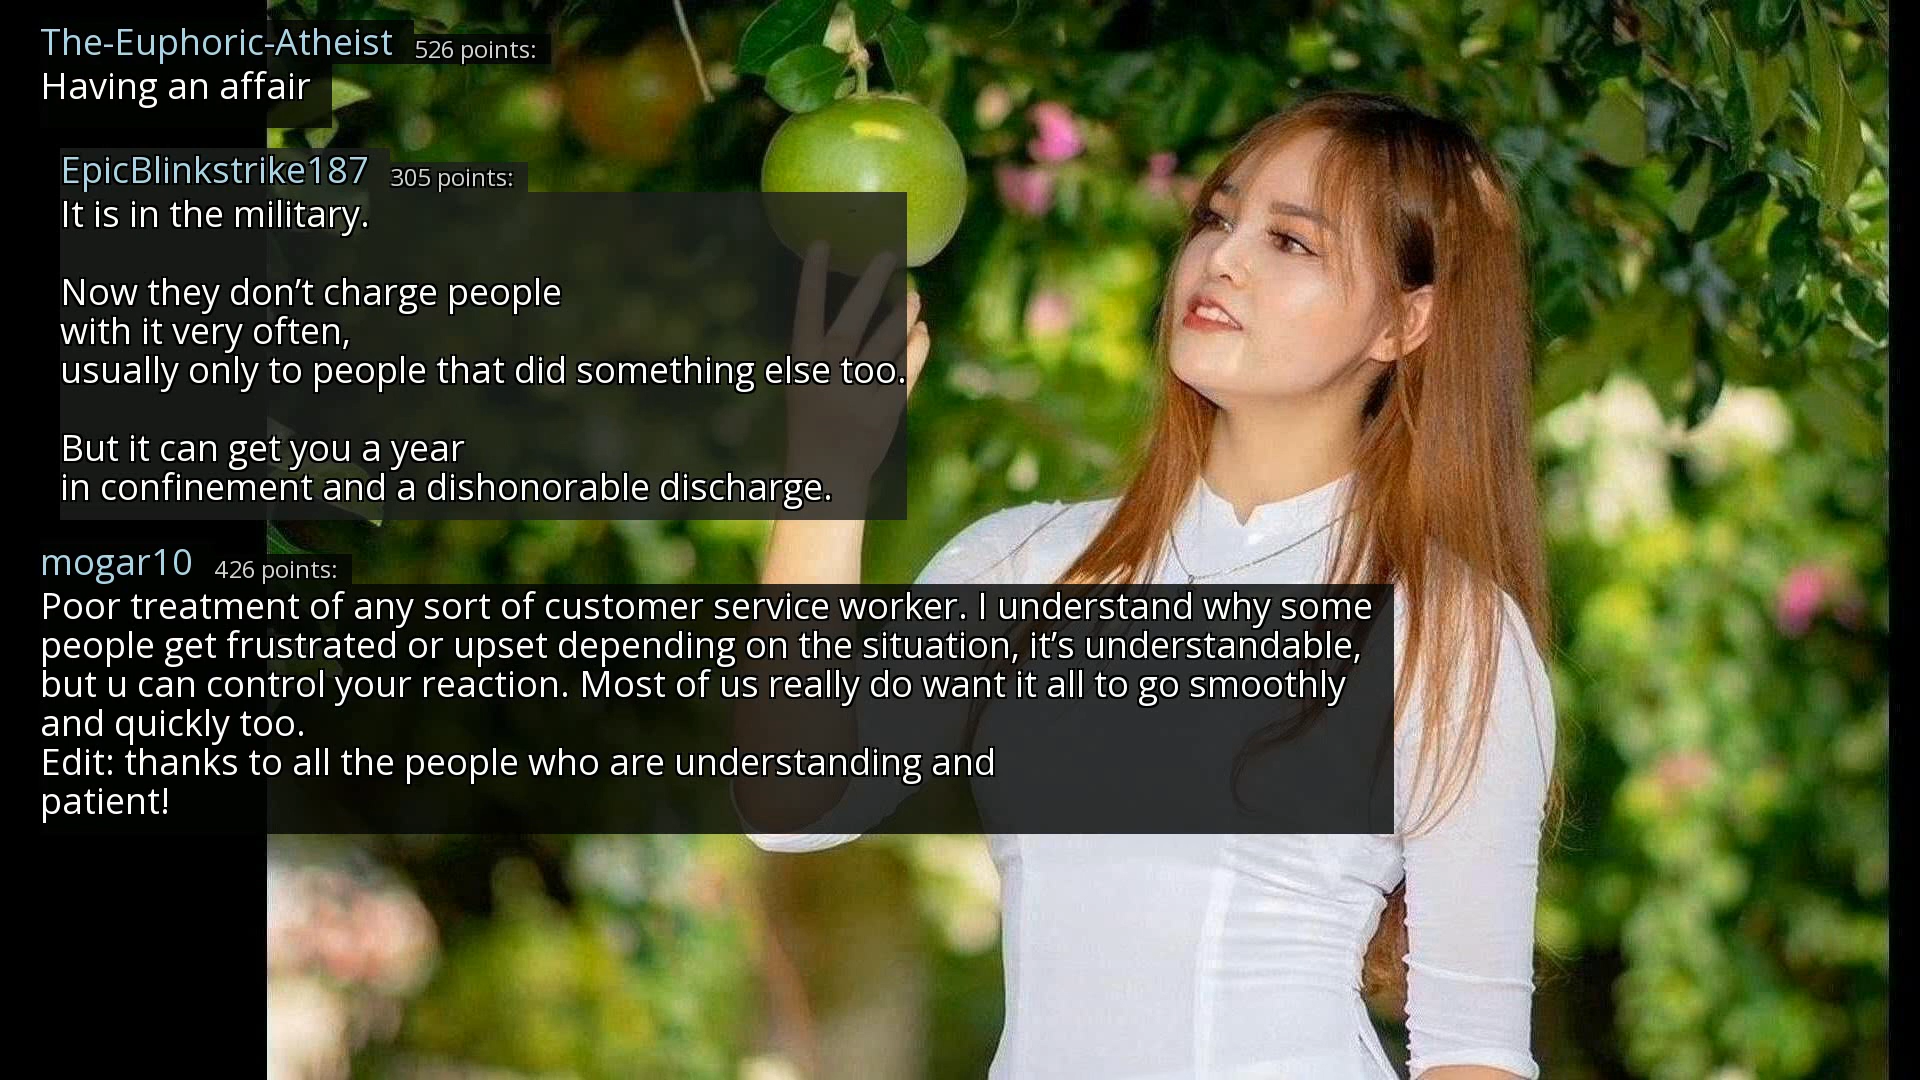 The-Euphoric-Atheist 526 points:
Having an affair
EpicBlinkstrike187 305 points:
It is in the military.
Now they don’t charge people
with it very often,
usually only to people that did something else too.
But it can get you a year
in confinement and a dishonorable discharge.
mogar10 426 points:
Poor treatment of any sort of customer service worker. I understand why some
people get frustrated or upset depending on the situation, it’s understandable,
but u can control your reaction. Most of us really do want it all to go smoothly
and quickly too.
Edit: thanks to all the people who are understanding and
patient!